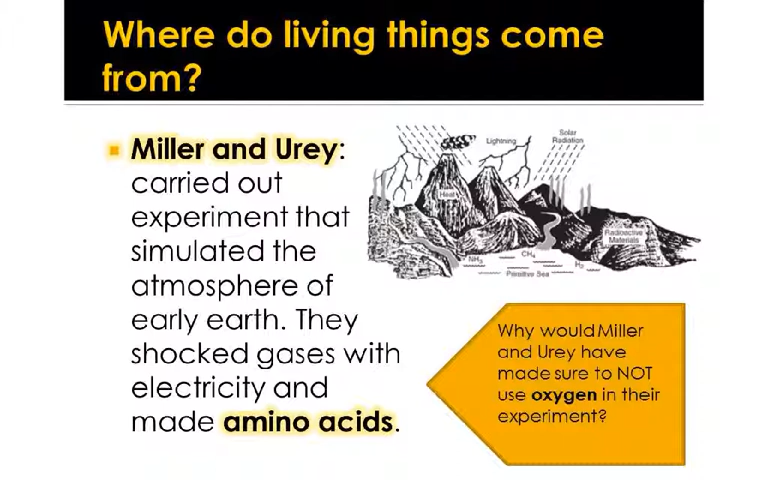 Where do living things come
from?
Miller and Urey:
carried out
experiment that
simulated the
atmosphere of
early earth. They
shocked gases with
electricity and
made amino acids.
Lightning
Solar
Radiation
Heat
Radioactive
Materials
NH₃
CH₄
H₂
Primitive Sea
Why would Miller
and Urey have
made sure to NOT
use oxygen in their
experiment?